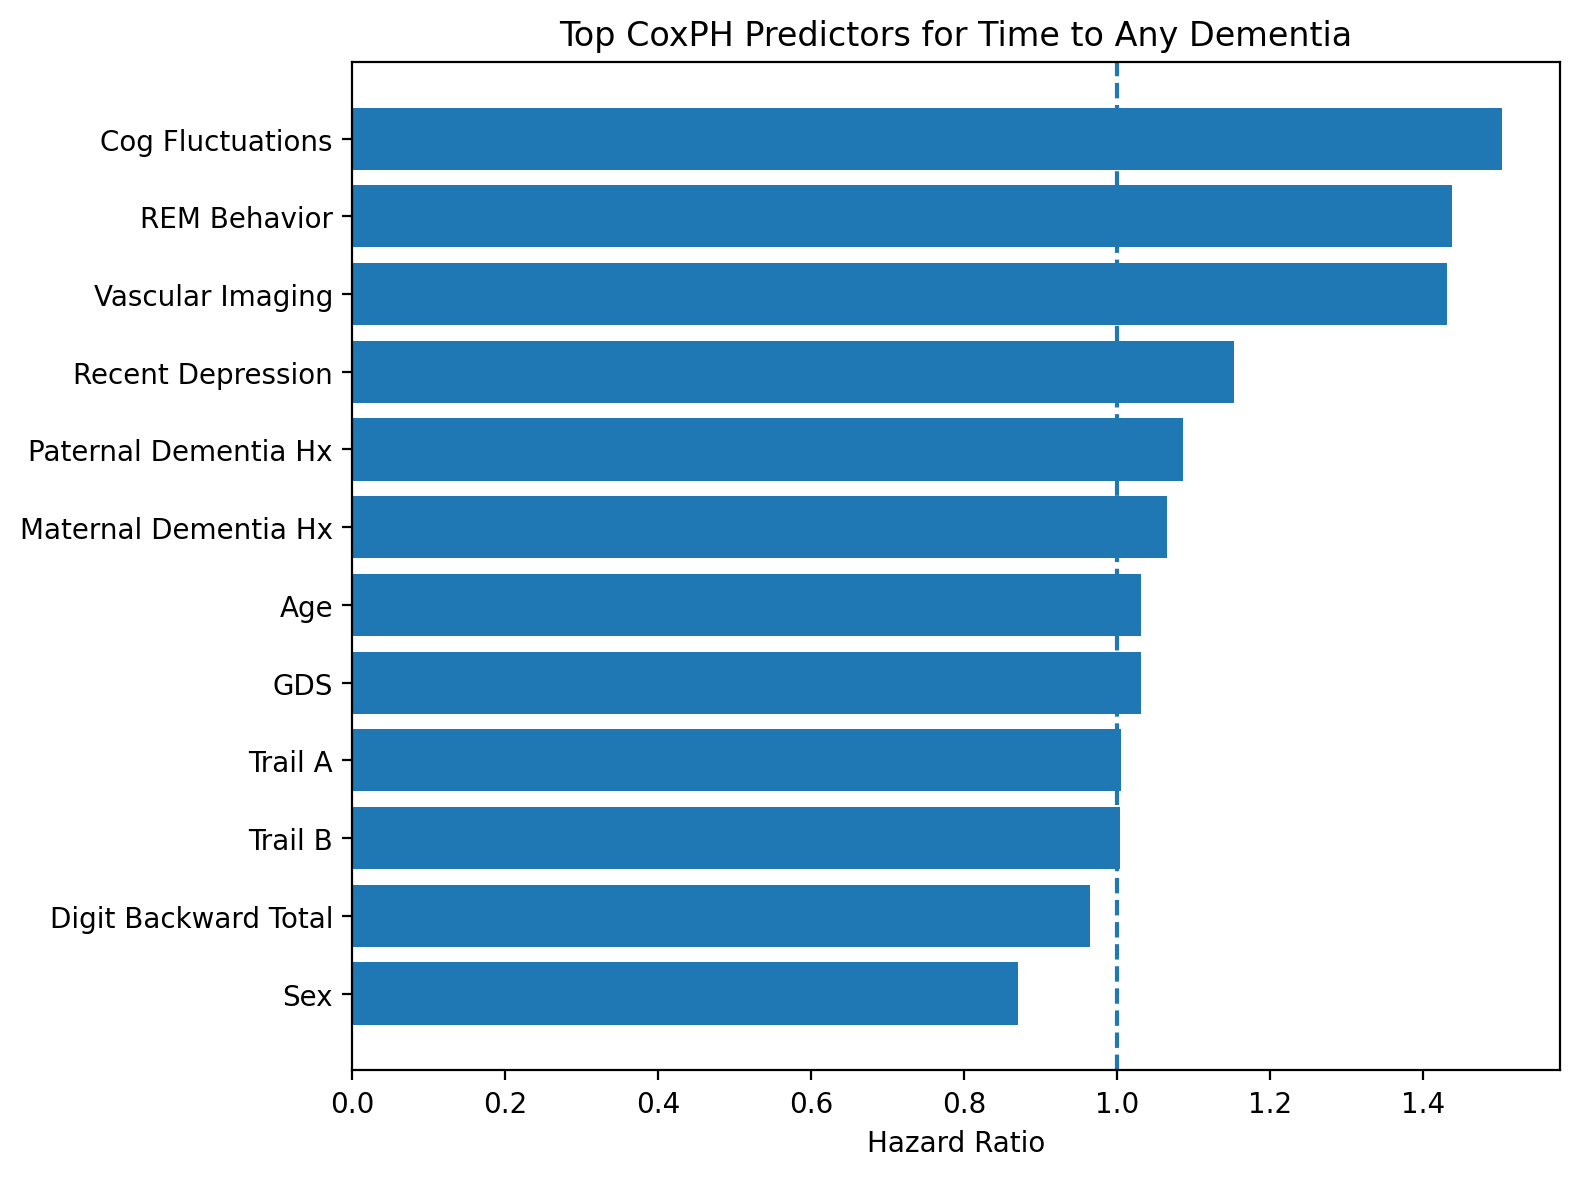 Top CoxPH Predictors for Time to Any Dementia
Cog Fluctuations
REM Behavior
Vascular Imaging
Recent Depression
Paternal Dementia Hx
Maternal Dementia Hx
Age
GDS
Trail A
Trail B
Digit Backward Total
Sex
0.0 0.2 0.4 0.6 0.8 1.0 1.2 1.4
Hazard Ratio